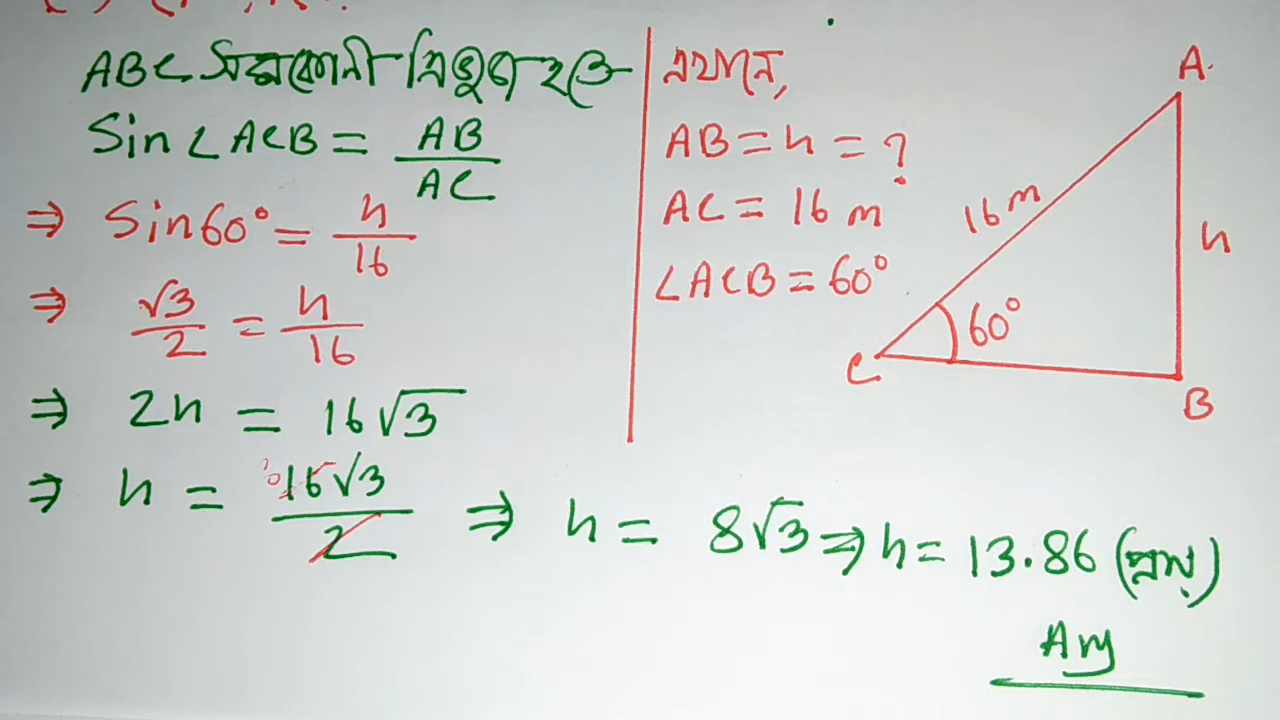 ABC সমকোণী ত্রিভুজ হতে
Sin∠ACB = AB/AC
⇒ Sin60° = h/16
⇒ √3/2 = h/16
⇒ 2h = 16√3
⇒ h = 16√3/2 ⇒ h = 8√3 ⇒ h = 13.86 (প্রায়)
Ans
এখানে,
AB = h = ?
AC = 16 m
∠ACB = 60°
A
16 m
h
60°
C
B